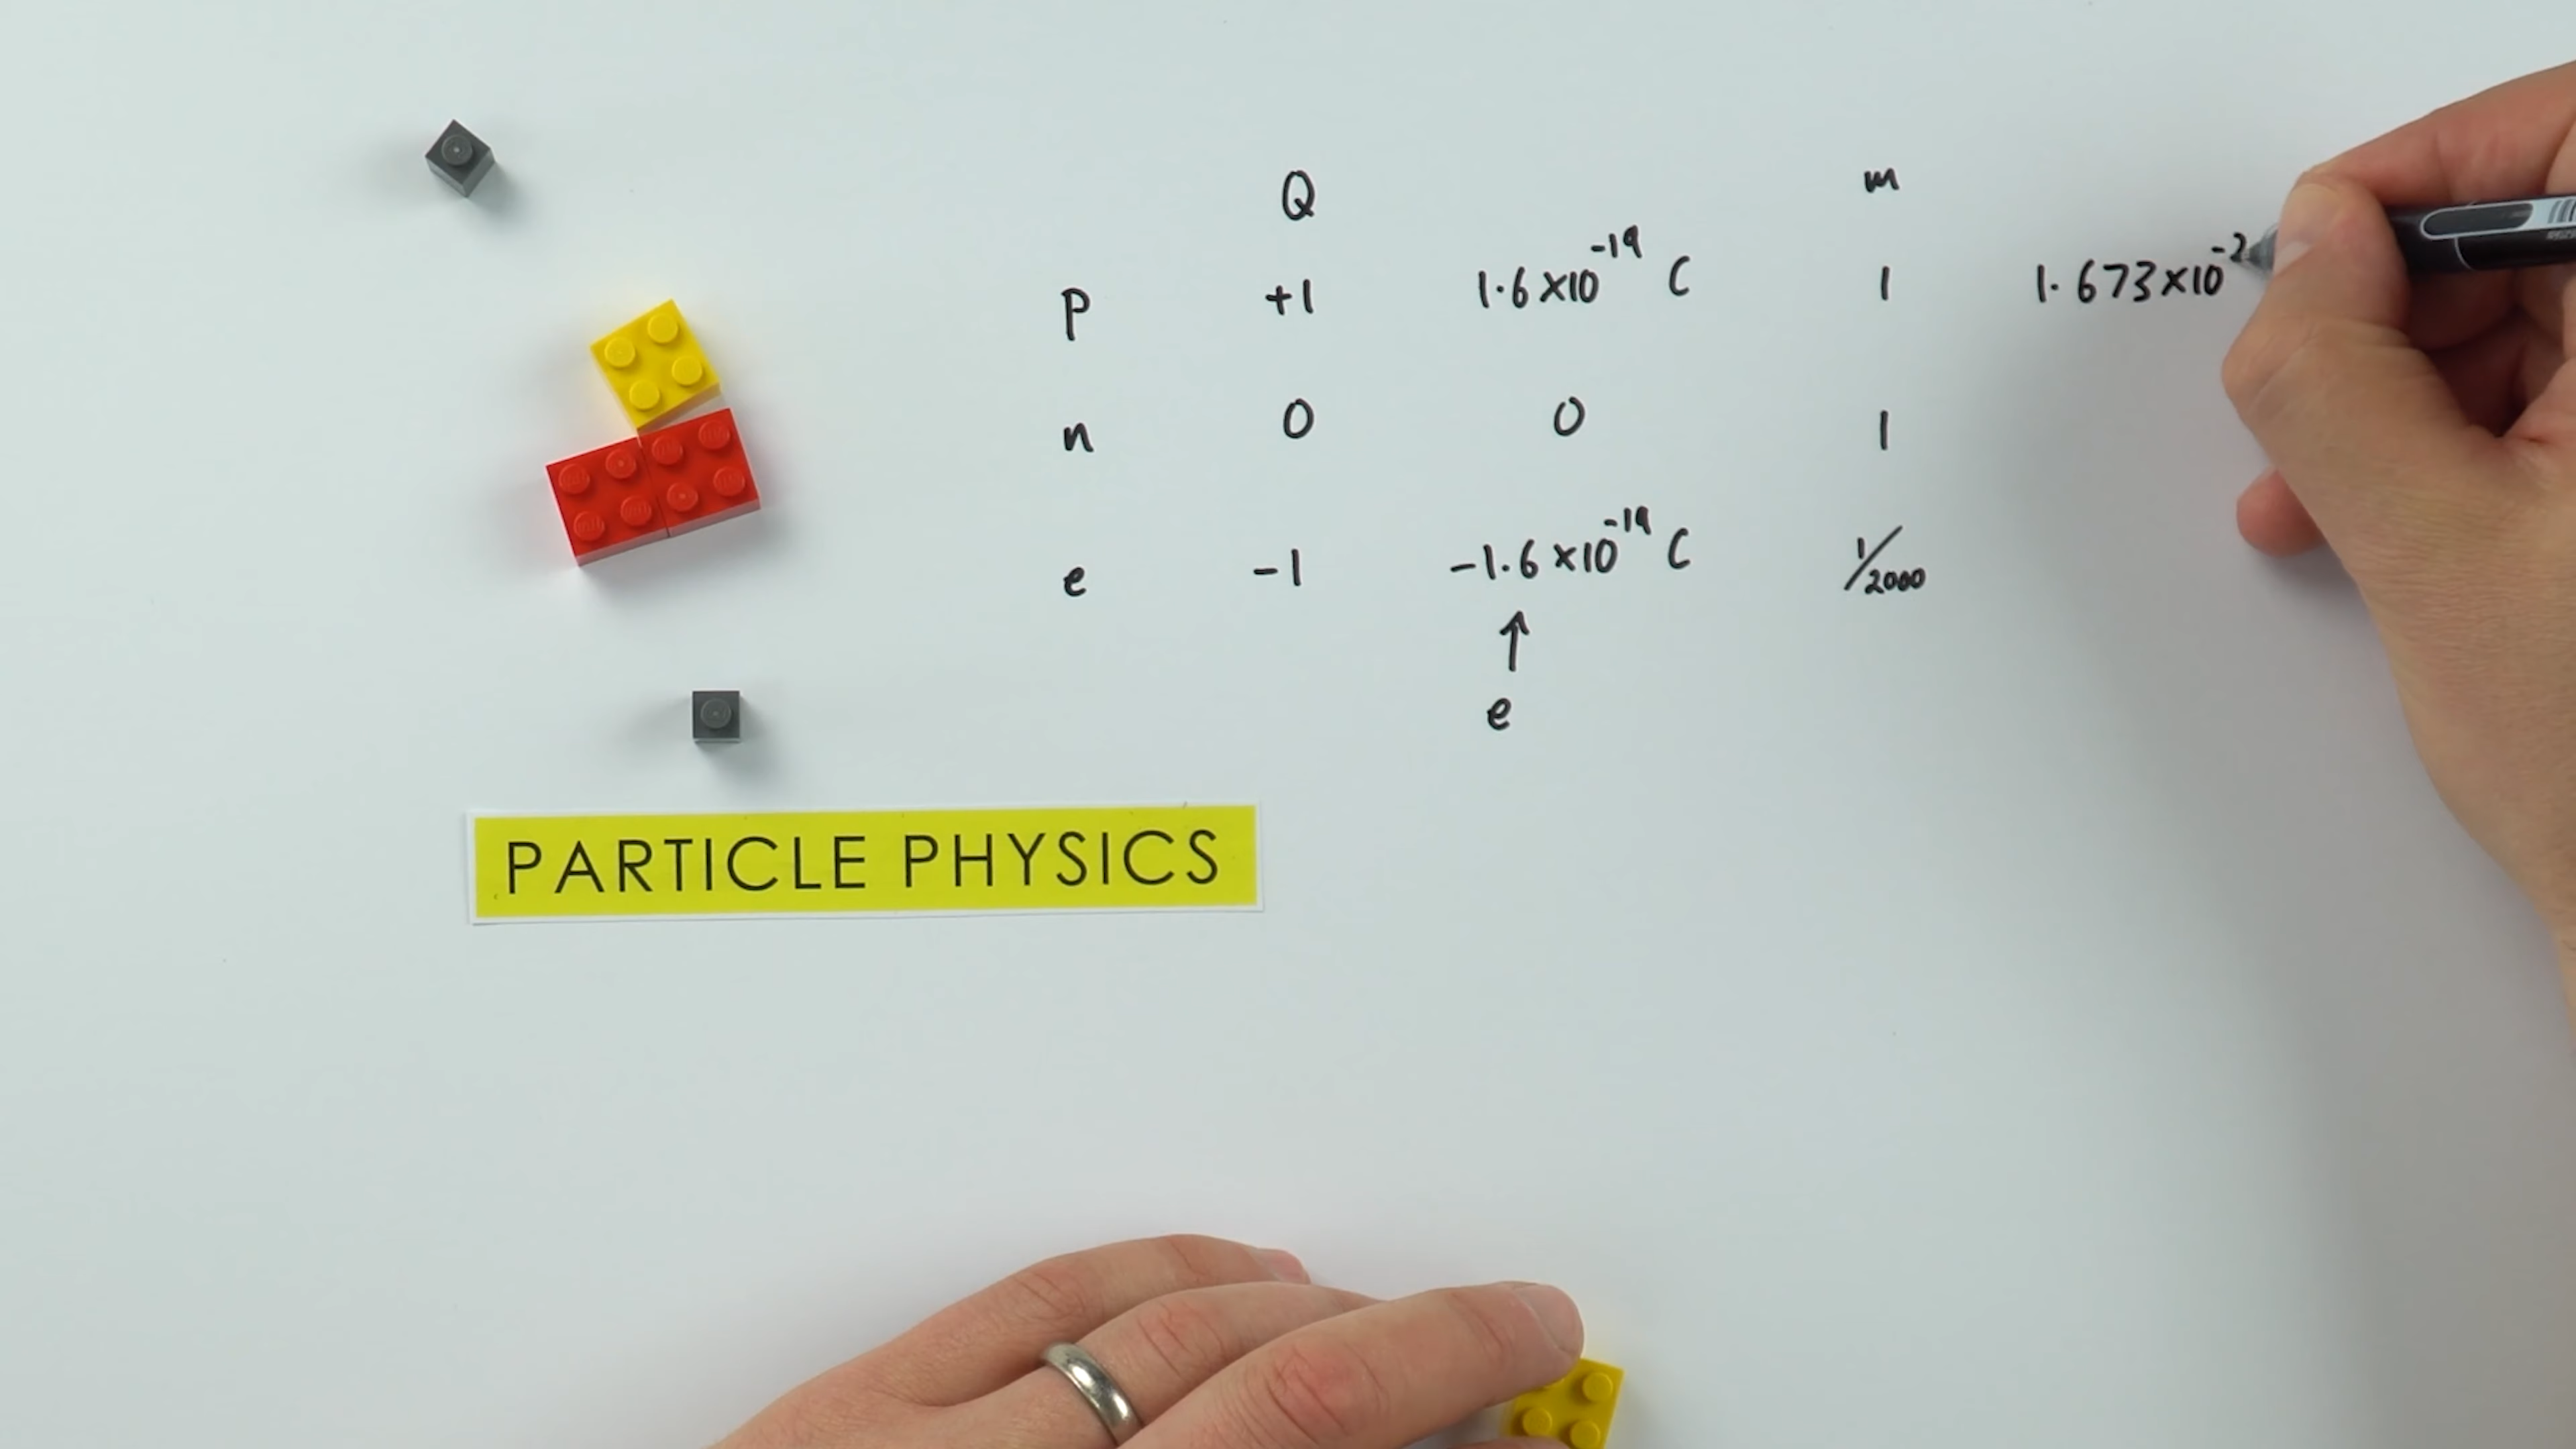 Q m
p +1 1.6×10⁻¹⁹ C 1 1.673×10⁻²
n 0 0 1
e -1 -1.6×10⁻¹⁹ C 1/2000
↑
e
PARTICLE PHYSICS